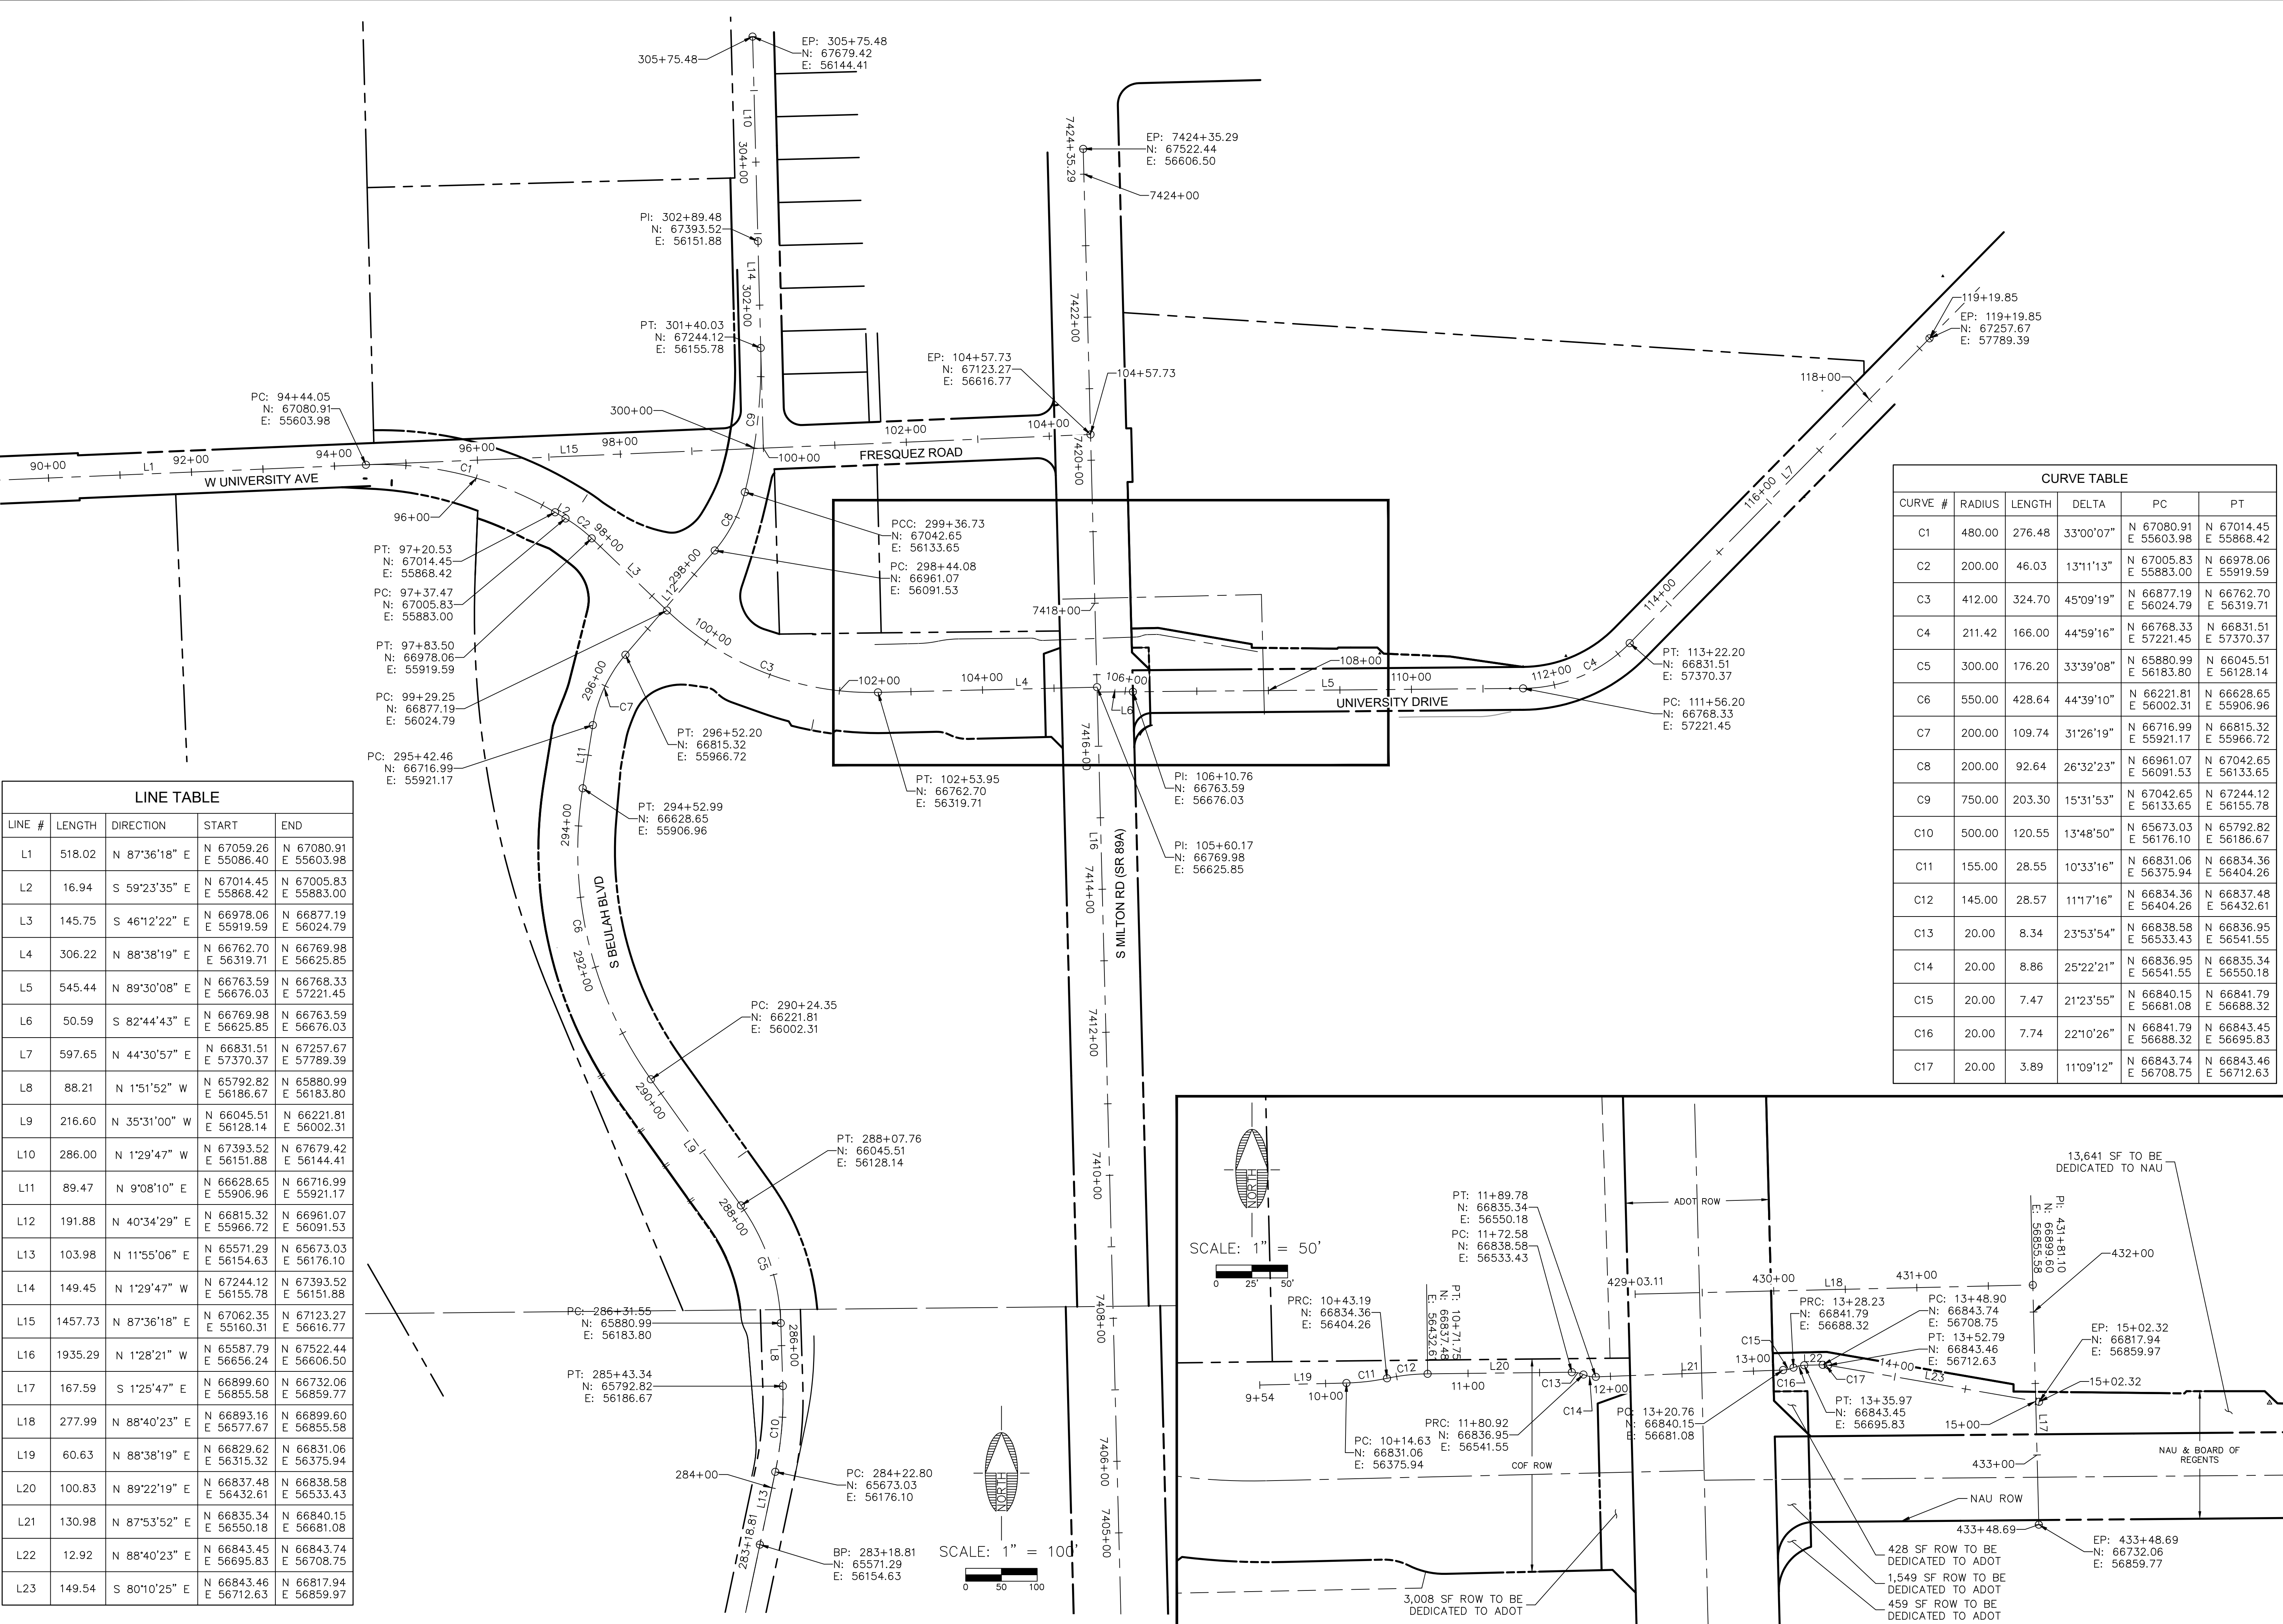 305+75.48
EP: 305+75.48
N: 67679.42
E: 56144.41
L10
304+00
PI: 302+89.48
N: 67393.52
E: 56151.88
L14
302+00
PT: 301+40.03
N: 67244.12
E: 56155.78
300+00
C9
7424+35.29
EP: 7424+35.29
N: 67522.44
E: 56606.50
7424+00
7422+00
EP: 104+57.73
N: 67123.27
E: 56616.77
104+57.73
7420+00
119+19.85
EP: 119+19.85
N: 67257.67
E: 57789.39
118+00
116+00
L7
114+00
PC: 94+44.05
N: 67080.91
E: 55603.98
90+00
L1
92+00
94+00
W UNIVERSITY AVE
96+00
L15
98+00
100+00
102+00
104+00
FRESQUEZ ROAD
C1
96+00
L2
C2
98+00
L3
PT: 97+20.53
N: 67014.45
E: 55868.42
PC: 97+37.47
N: 67005.83
E: 55883.00
PT: 97+83.50
N: 66978.06
E: 55919.59
PC: 99+29.25
N: 66877.19
E: 56024.79
PC: 295+42.46
N: 66716.99
E: 55921.17
C8
298+00
L12
PCC: 299+36.73
N: 67042.65
E: 56133.65
PC: 298+44.08
N: 66961.07
E: 56091.53
100+00
C3
102+00
104+00
L4
7418+00
106+00
L6
108+00
L5
110+00
UNIVERSITY DRIVE
112+00
C4
PT: 113+22.20
N: 66831.51
E: 57370.37
PC: 111+56.20
N: 66768.33
E: 57221.45
296+00
C7
L11
PT: 296+52.20
N: 66815.32
E: 55966.72
PT: 294+52.99
N: 66628.65
E: 55906.96
294+00
PT: 102+53.95
N: 66762.70
E: 56319.71
PI: 106+10.76
N: 66763.59
E: 56676.03
PI: 105+60.17
N: 66769.98
E: 56625.85
7416+00
L16
7414+00
S MILTON RD (SR 89A)
7412+00
7410+00
7408+00
7406+00
7405+00
C6
292+00
S BEULAH BLVD
PC: 290+24.35
N: 66221.81
E: 56002.31
290+00
L9
PT: 288+07.76
N: 66045.51
E: 56128.14
288+00
C5
PC: 286+31.55
N: 65880.99
E: 56183.80
286+00
L8
PT: 285+43.34
N: 65792.82
E: 56186.67
C10
284+00
PC: 284+22.80
N: 65673.03
E: 56176.10
L13
283+18.81
BP: 283+18.81
N: 65571.29
E: 56154.63
NORTH
SCALE: 1" = 100'
0 50 100
LINE TABLE
LINE # LENGTH DIRECTION START END
L1 518.02 N 87°36'18" E N 67059.26 E 55086.40 N 67080.91 E 55603.98
L2 16.94 S 59°23'35" E N 67014.45 E 55868.42 N 67005.83 E 55883.00
L3 145.75 S 46°12'22" E N 66978.06 E 55919.59 N 66877.19 E 56024.79
L4 306.22 N 88°38'19" E N 66762.70 E 56319.71 N 66769.98 E 56625.85
L5 545.44 N 89°30'08" E N 66763.59 E 56676.03 N 66768.33 E 57221.45
L6 50.59 S 82°44'43" E N 66769.98 E 56625.85 N 66763.59 E 56676.03
L7 597.65 N 44°30'57" E N 66831.51 E 57370.37 N 67257.67 E 57789.39
L8 88.21 N 1°51'52" W N 65792.82 E 56186.67 N 65880.99 E 56183.80
L9 216.60 N 35°31'00" W N 66045.51 E 56128.14 N 66221.81 E 56002.31
L10 286.00 N 1°29'47" W N 67393.52 E 56151.88 N 67679.42 E 56144.41
L11 89.47 N 9°08'10" E N 66628.65 E 55906.96 N 66716.99 E 55921.17
L12 191.88 N 40°34'29" E N 66815.32 E 55966.72 N 66961.07 E 56091.53
L13 103.98 N 11°55'06" E N 65571.29 E 56154.63 N 65673.03 E 56176.10
L14 149.45 N 1°29'47" W N 67244.12 E 56155.78 N 67393.52 E 56151.88
L15 1457.73 N 87°36'18" E N 67062.35 E 55160.31 N 67123.27 E 56616.77
L16 1935.29 N 1°28'21" W N 65587.79 E 56656.24 N 67522.44 E 56606.50
L17 167.59 S 1°25'47" E N 66899.60 E 56855.58 N 66732.06 E 56859.77
L18 277.99 N 88°40'23" E N 66893.16 E 56577.67 N 66899.60 E 56855.58
L19 60.63 N 88°38'19" E N 66829.62 E 56315.32 N 66831.06 E 56375.94
L20 100.83 N 89°22'19" E N 66837.48 E 56432.61 N 66838.58 E 56533.43
L21 130.98 N 87°53'52" E N 66835.34 E 56550.18 N 66840.15 E 56681.08
L22 12.92 N 88°40'23" E N 66843.45 E 56695.83 N 66843.74 E 56708.75
L23 149.54 S 80°10'25" E N 66843.46 E 56712.63 N 66817.94 E 56859.97
CURVE TABLE
CURVE # RADIUS LENGTH DELTA PC PT
C1 480.00 276.48 33°00'07" N 67080.91 E 55603.98 N 67014.45 E 55868.42
C2 200.00 46.03 13°11'13" N 67005.83 E 55883.00 N 66978.06 E 55919.59
C3 412.00 324.70 45°09'19" N 66877.19 E 56024.79 N 66762.70 E 56319.71
C4 211.42 166.00 44°59'16" N 66768.33 E 57221.45 N 66831.51 E 57370.37
C5 300.00 176.20 33°39'08" N 65880.99 E 56183.80 N 66045.51 E 56128.14
C6 550.00 428.64 44°39'10" N 66221.81 E 56002.31 N 66628.65 E 55906.96
C7 200.00 109.74 31°26'19" N 66716.99 E 55921.17 N 66815.32 E 55966.72
C8 200.00 92.64 26°32'23" N 66961.07 E 56091.53 N 67042.65 E 56133.65
C9 750.00 203.30 15°31'53" N 67042.65 E 56133.65 N 67244.12 E 56155.78
C10 500.00 120.55 13°48'50" N 65673.03 E 56176.10 N 65792.82 E 56186.67
C11 155.00 28.55 10°33'16" N 66831.06 E 56375.94 N 66834.36 E 56404.26
C12 145.00 28.57 11°17'16" N 66834.36 E 56404.26 N 66837.48 E 56432.61
C13 20.00 8.34 23°53'54" N 66838.58 E 56533.43 N 66836.95 E 56541.55
C14 20.00 8.86 25°22'21" N 66836.95 E 56541.55 N 66835.34 E 56550.18
C15 20.00 7.47 21°23'55" N 66840.15 E 56681.08 N 66841.79 E 56688.32
C16 20.00 7.74 22°10'26" N 66841.79 E 56688.32 N 66843.45 E 56695.83
C17 20.00 3.89 11°09'12" N 66843.74 E 56708.75 N 66843.46 E 56712.63
NORTH
SCALE: 1" = 50'
0 25' 50'
PRC: 10+43.19
N: 66834.36
E: 56404.26
PT: 10+71.75
N: 66837.48
E: 56432.61
PT: 11+89.78
N: 66835.34
E: 56550.18
PC: 11+72.58
N: 66838.58
E: 56533.43
L19
9+54
10+00
C11
C12
L20
11+00
C13
C14
12+00
PC: 10+14.63
N: 66831.06
E: 56375.94
PRC: 11+80.92
N: 66836.95
E: 56541.55
ADOT ROW
429+03.11
430+00
L18
431+00
L21
13+00
C15
C16
PRC: 13+28.23
N: 66841.79
E: 56688.32
PC: 13+48.90
N: 66843.74
E: 56708.75
PT: 13+52.79
N: 66843.46
E: 56712.63
L22
C17
14+00
L23
PC: 13+20.76
N: 66840.15
E: 56681.08
PT: 13+35.97
N: 66843.45
E: 56695.83
PI: 431+81.10
N: 66899.60
E: 56855.58
432+00
EP: 15+02.32
N: 66817.94
E: 56859.97
15+02.32
15+00
L17
433+00
433+48.69
EP: 433+48.69
N: 66732.06
E: 56859.77
13,641 SF TO BE
DEDICATED TO NAU
NAU & BOARD OF
REGENTS
NAU ROW
COF ROW
428 SF ROW TO BE
DEDICATED TO ADOT
1,549 SF ROW TO BE
DEDICATED TO ADOT
459 SF ROW TO BE
DEDICATED TO ADOT
3,008 SF ROW TO BE
DEDICATED TO ADOT